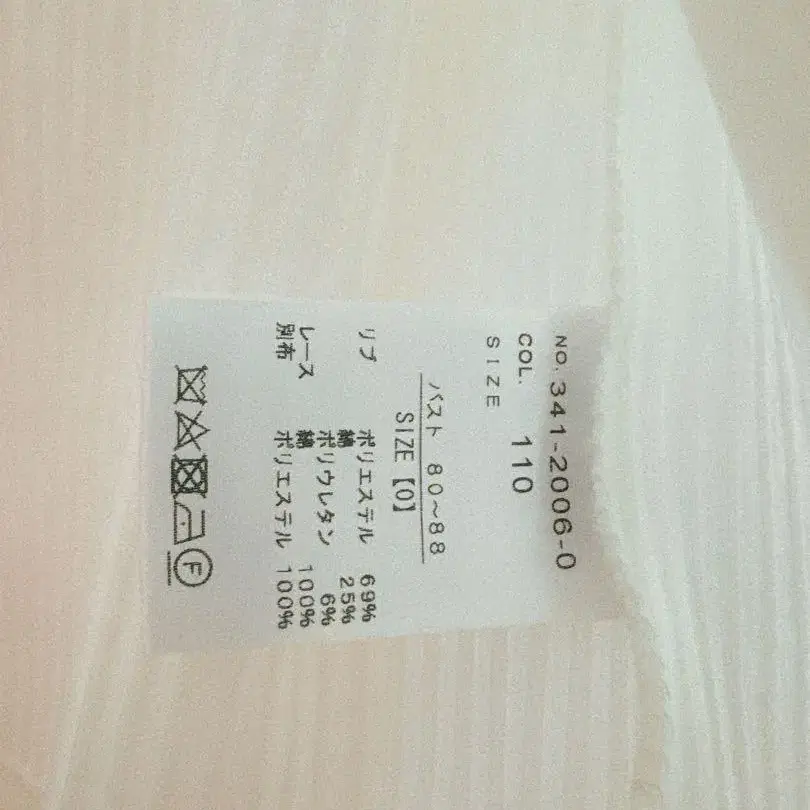 NO. 341-2006-0
COL. 110
SIZE
バスト 80～88
SIZE【0】
リブ ポリエステル 69%
綿 25%
ポリウレタン 6%
レース 綿 100%
別布 ポリエステル 100%
F